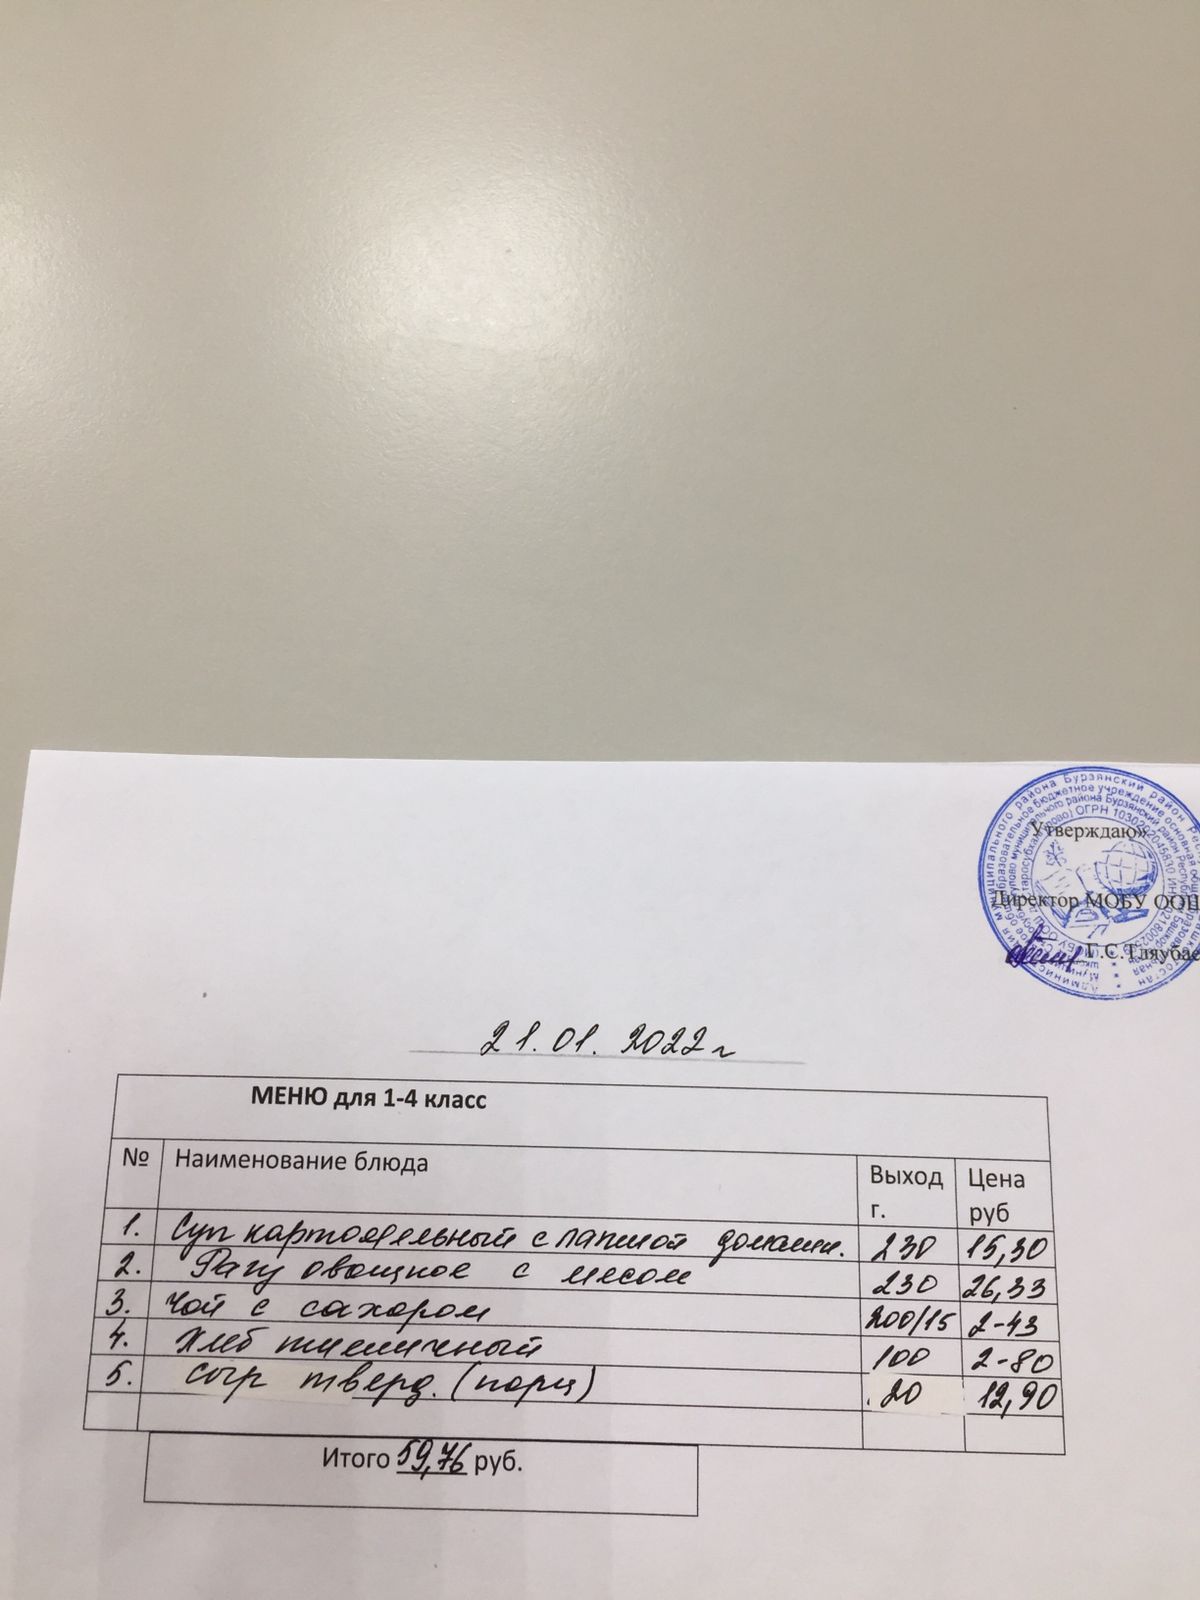 Утверждаю»
Директор МОБУ ООШ
Г.С.Тляубае
21.01.2022г
МЕНЮ для 1-4 класс
№ Наименование блюда Выход г. Цена руб
1. Суп картофельный с лапшой домашн. 230 15,30
2. Рагу овощное с мясом 230 26,33
3. Чай с сахаром 200/15 2-43
4. Хлеб пшеничный 100 2-80
5. Сыр тверд. (порц) 20 12,90
Итого 59,76 руб.